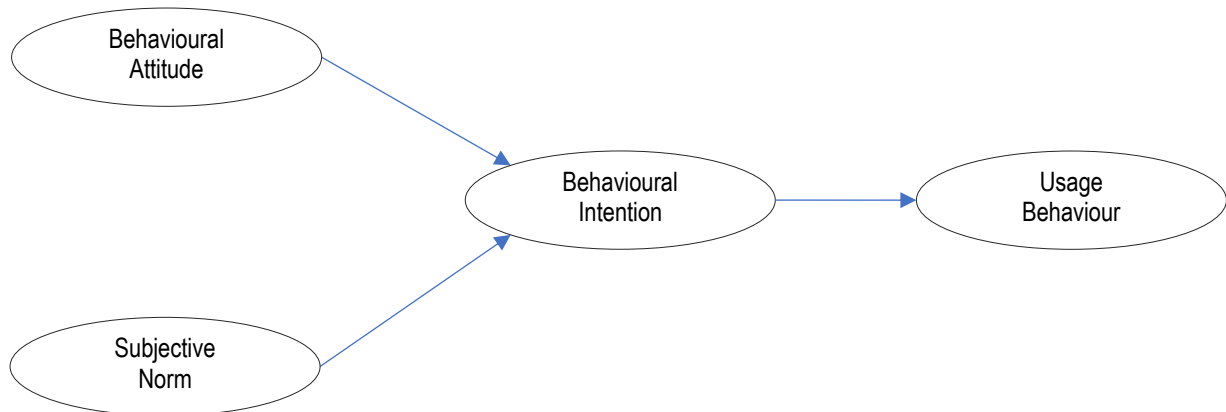 Behavioural
Attitude
Behavioural
Intention
Usage
Behaviour
Subjective
Norm